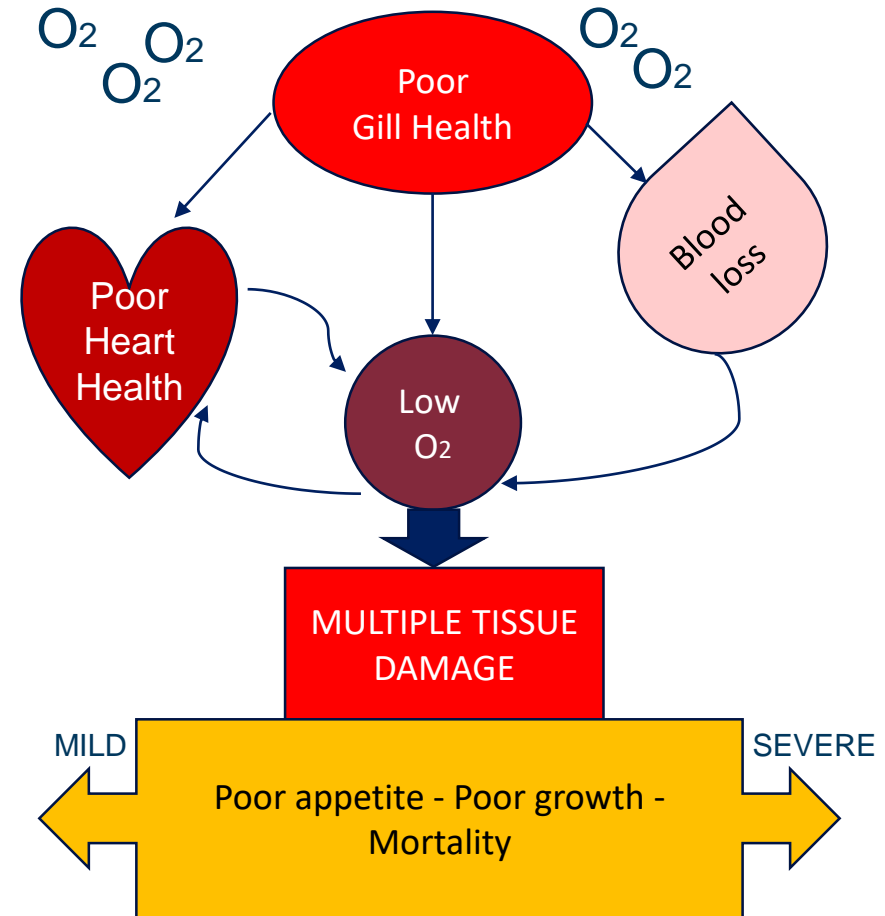 O2
O2
O2
O2
O2
Poor
Gill Health
Blood
loss
Poor
Heart
Health
Low
O2
MULTIPLE TISSUE
DAMAGE
MILD
SEVERE
Poor appetite - Poor growth -
Mortality